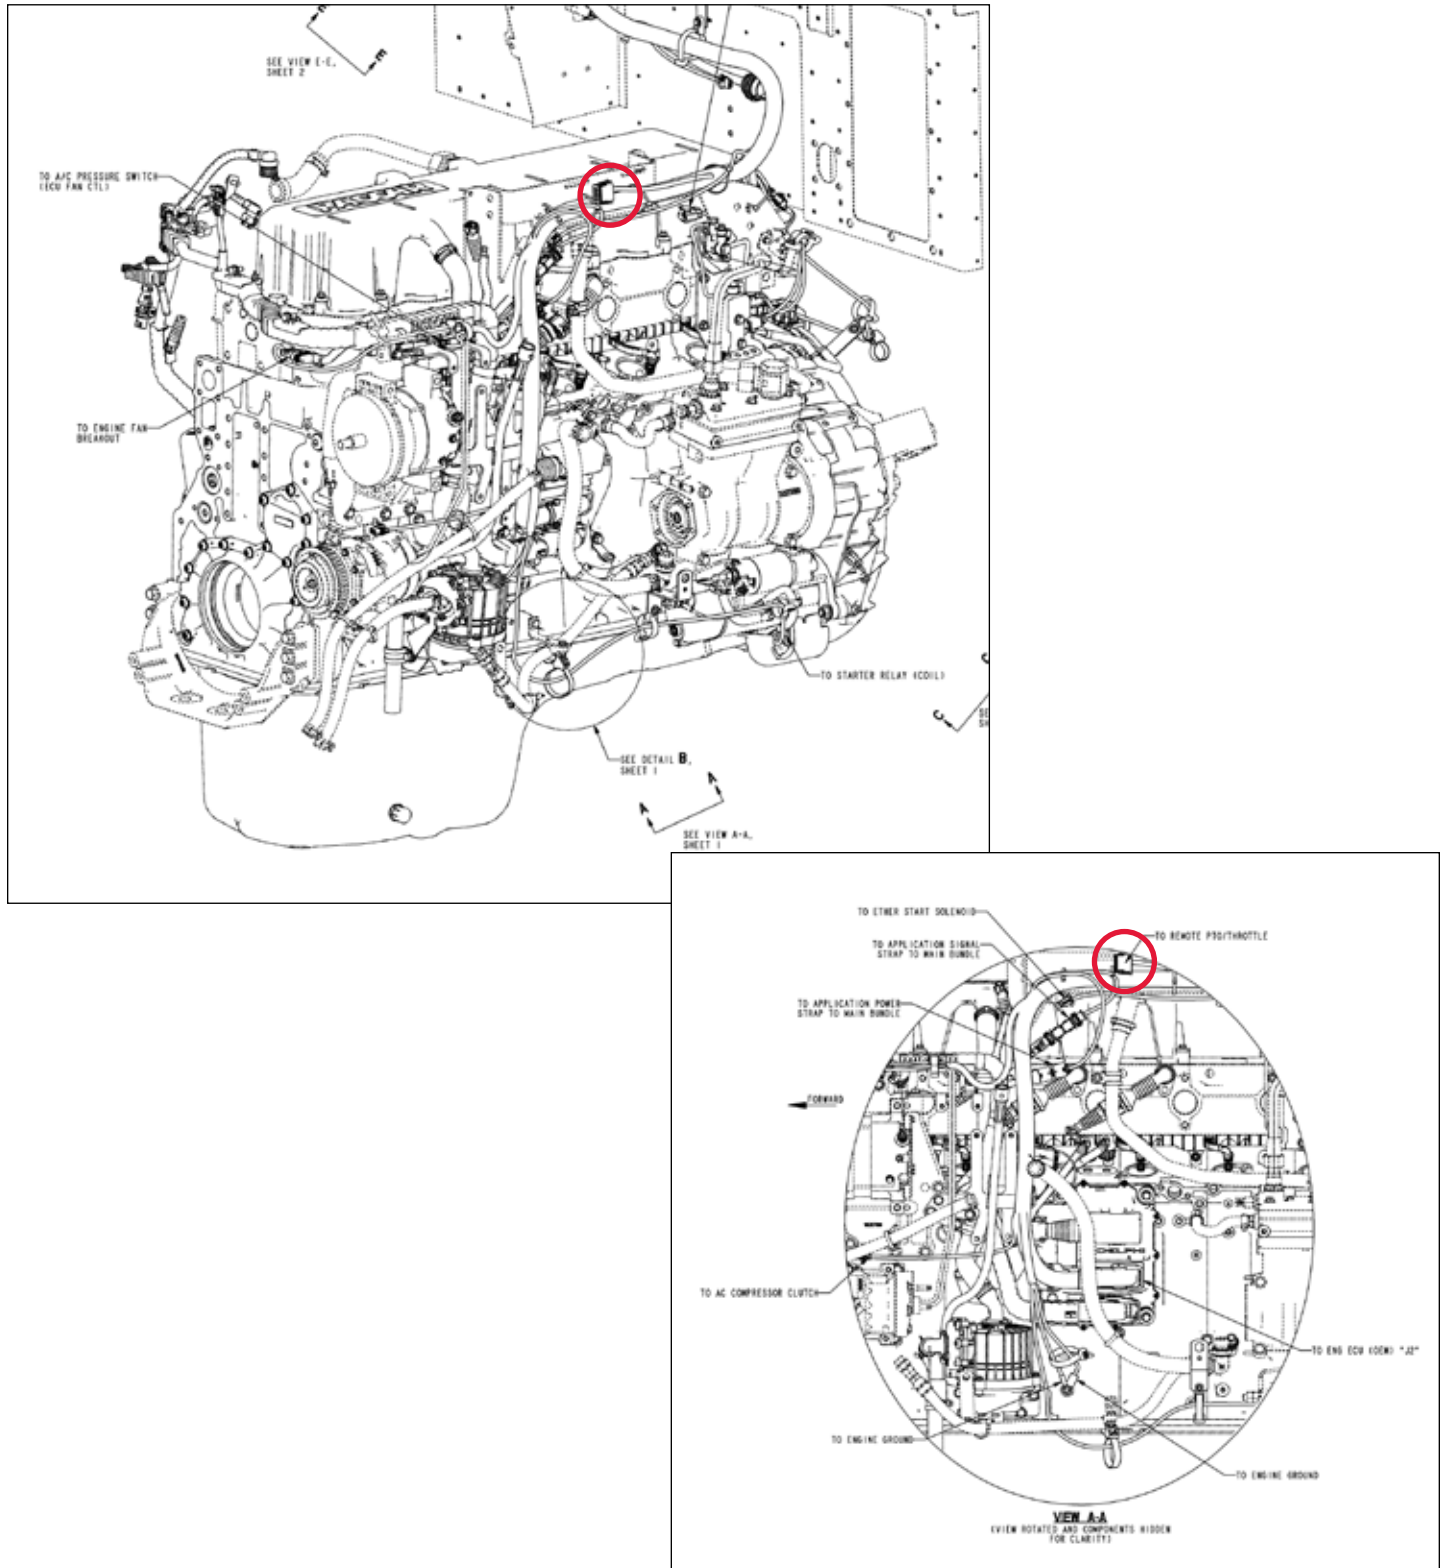 SEE VIEW E-E,
SHEET 2
E
TO A/C PRESSURE SWITCH
(ECU FAN CTL)
TO ENGINE FAN
BREAKOUT
TO STARTER RELAY (COIL)
C
SEE DETAIL B,
SHEET 1
A
A
SEE VIEW A-A,
SHEET 1
TO ETHER START SOLENOID
TO REMOTE PTO/THROTTLE
TO APPLICATION SIGNAL
STRAP TO MAIN BUNDLE
TO APPLICATION POWER
STRAP TO MAIN BUNDLE
FORWARD
DELPHI
TO AC COMPRESSOR CLUTCH
TO ENG ECU (OEM) "J2"
TO ENGINE GROUND
TO ENGINE GROUND
VIEW A-A
(VIEW ROTATED AND COMPONENTS HIDDEN
FOR CLARITY)